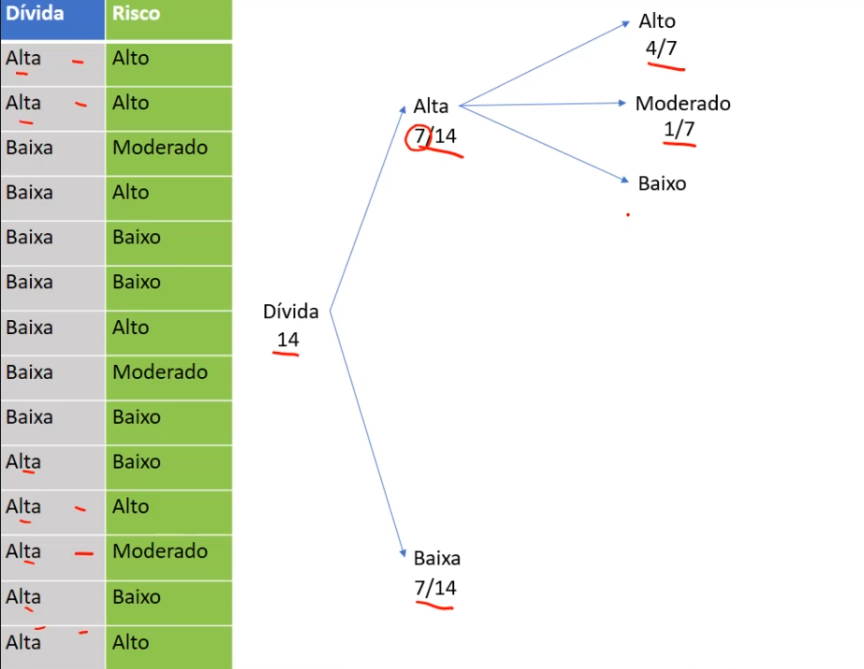 Dívida Risco
Alta Alto
Alta Alto
Baixa Moderado
Baixa Alto
Baixa Baixo
Baixa Baixo
Baixa Alto
Baixa Moderado
Baixa Baixo
Alta Baixo
Alta Alto
Alta Moderado
Alta Baixo
Alta Alto
Dívida
14
Alta
7/14
Alto
4/7
Moderado
1/7
Baixo
Baixa
7/14